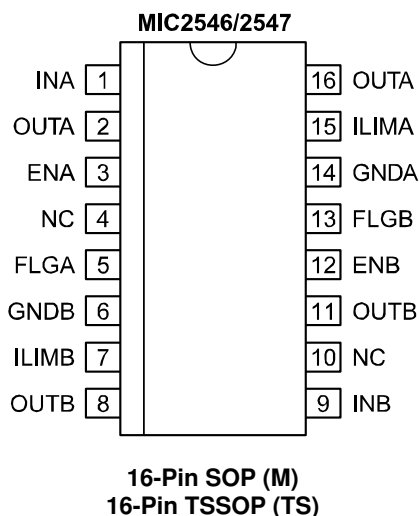 MIC2546/2547
INA 1 16 OUTA
OUTA 2 15 ILIMA
ENA 3 14 GNDA
NC 4 13 FLGB
FLGA 5 12 ENB
GNDB 6 11 OUTB
ILIMB 7 10 NC
OUTB 8 9 INB
16-Pin SOP (M)
16-Pin TSSOP (TS)